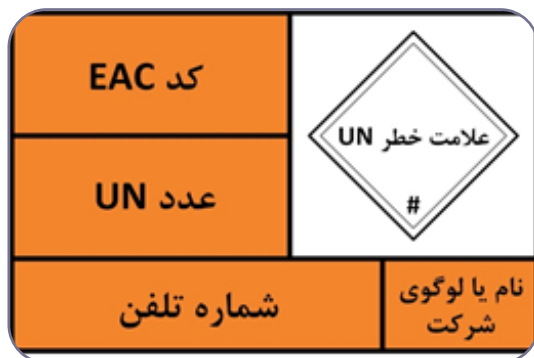 کد EAC
علامت خطر UN
#
عدد UN
شماره تلفن
نام یا لوگوی
شرکت